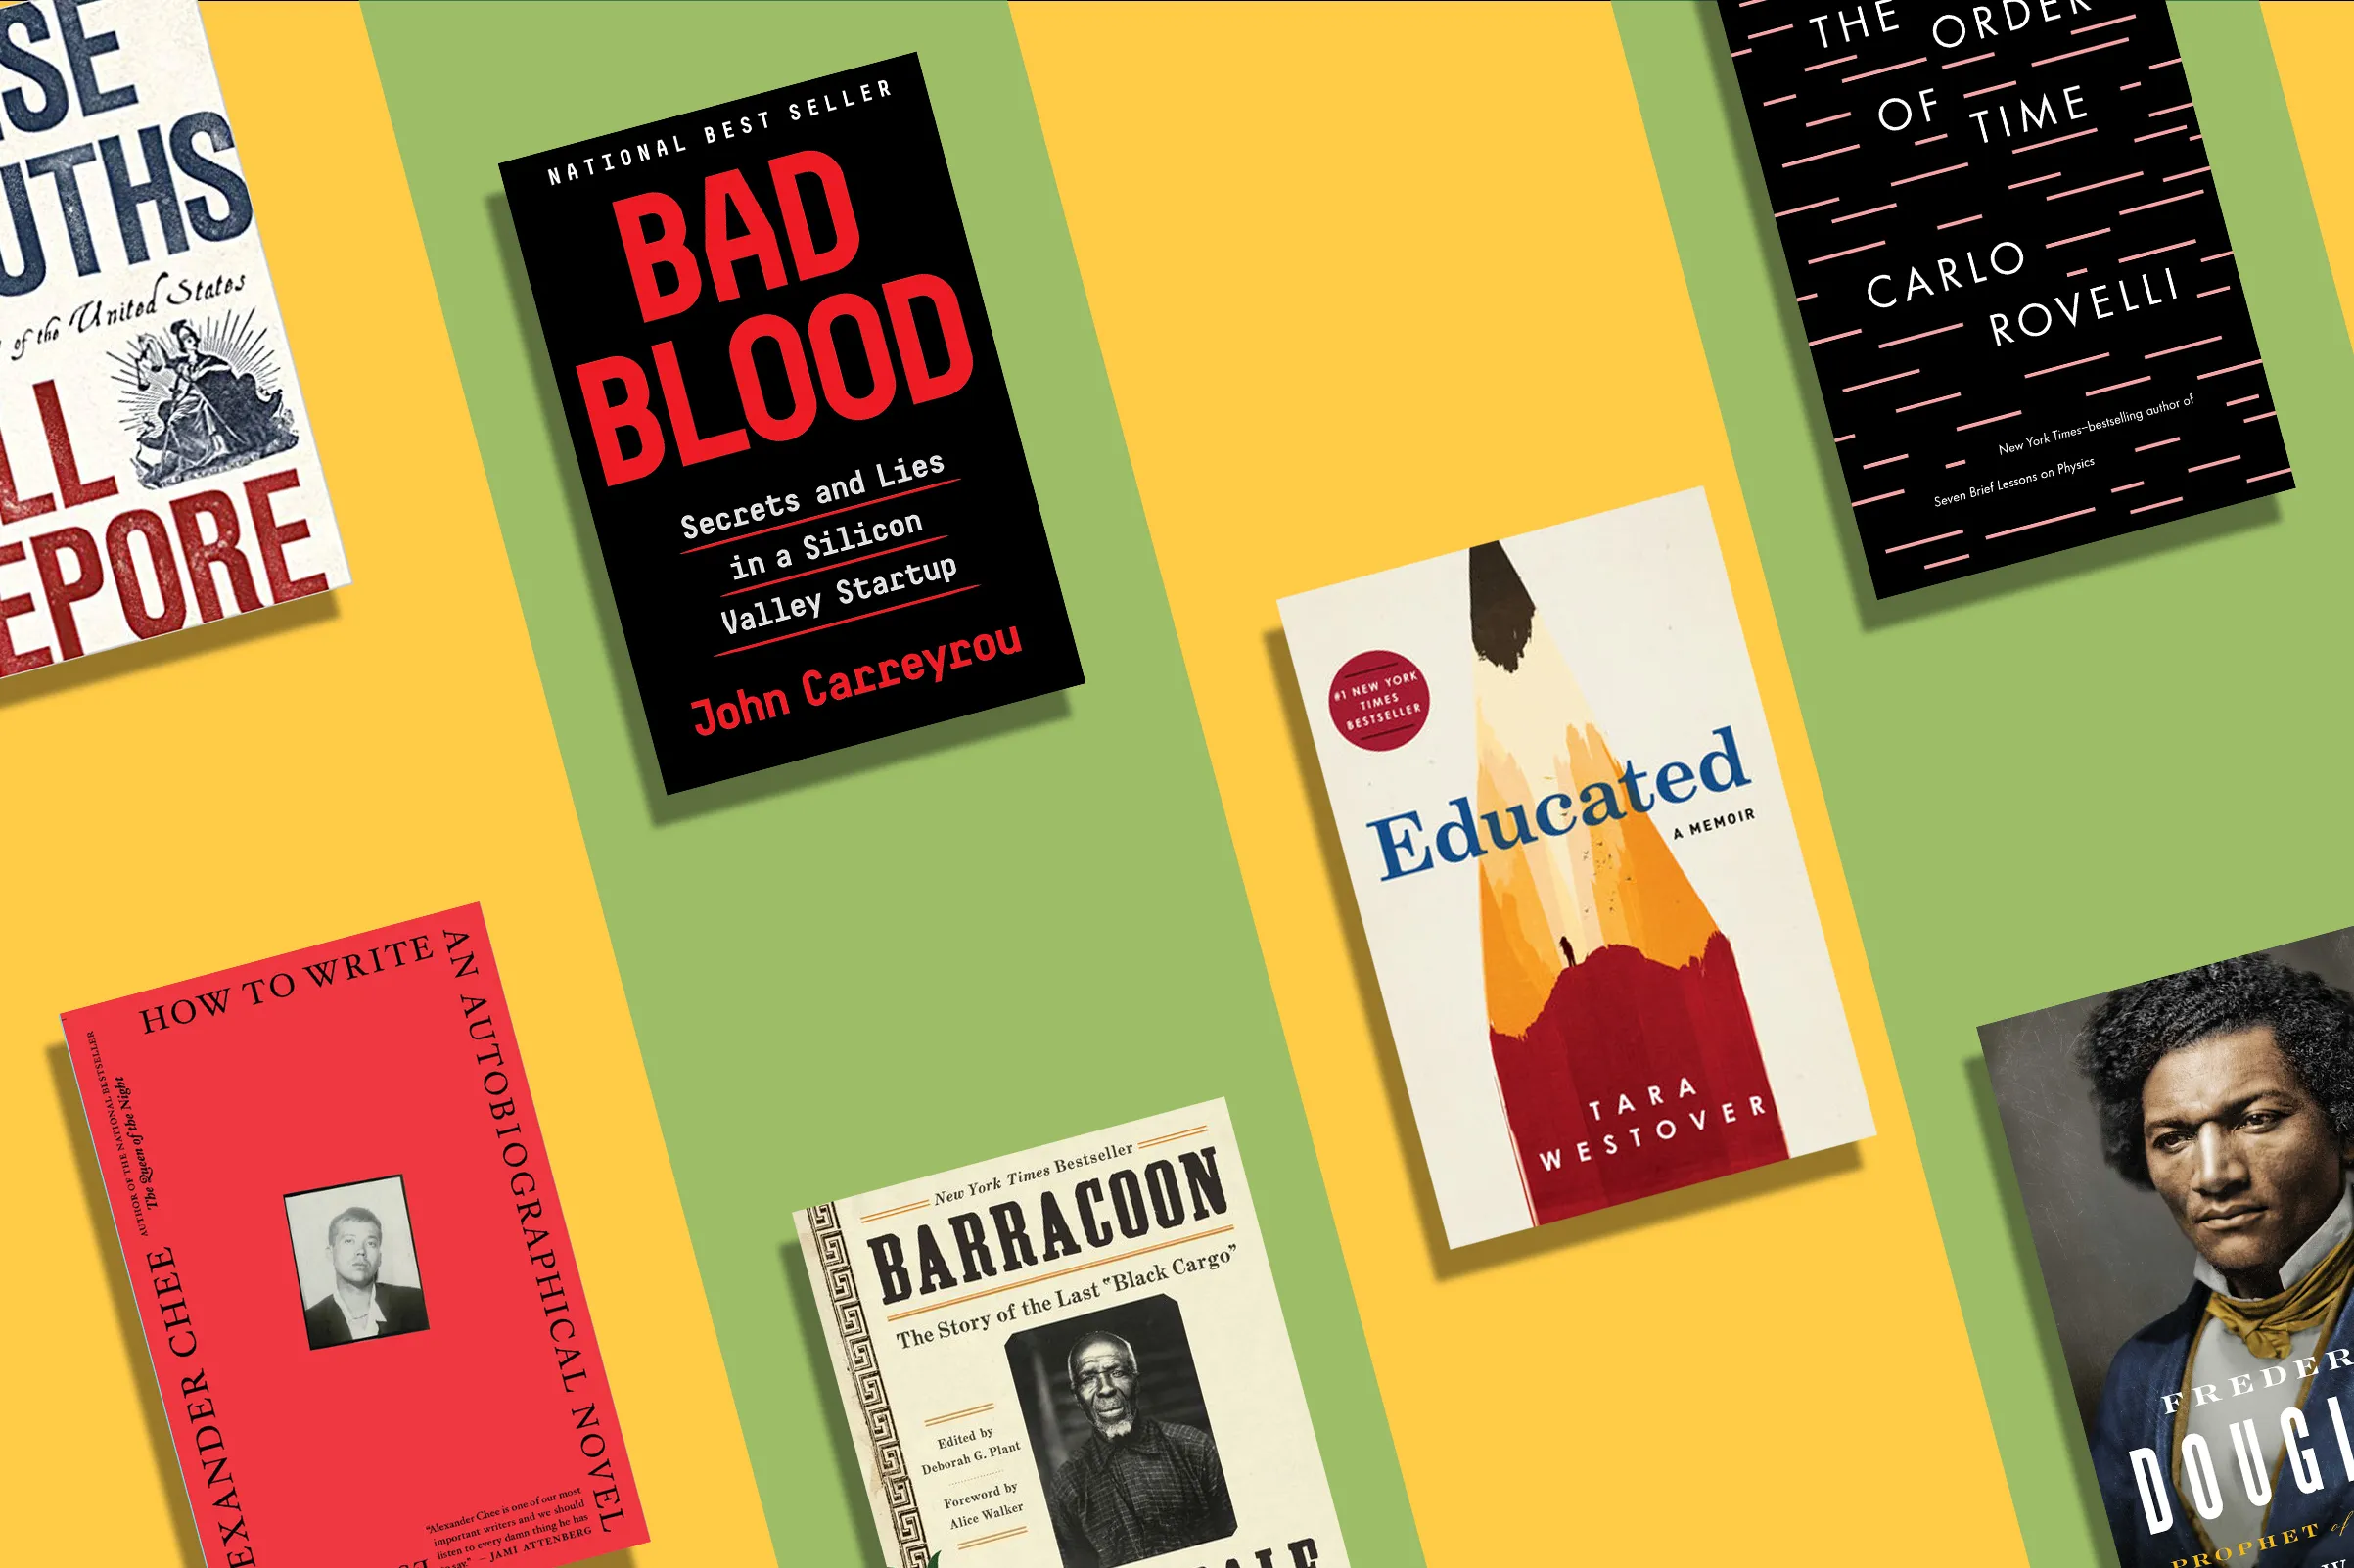 SE
UTHS
of the United States
LL
EPORE
NATIONAL BEST SELLER
BAD
BLOOD
Secrets and Lies
in a Silicon
Valley Startup
John Carreyrou
THE ORDER
OF TIME
CARLO
ROVELLI
New York Times–bestselling author of
Seven Brief Lessons on Physics
#1 NEW YORK
TIMES
BESTSELLER
Educated
A MEMOIR
TARA
WESTOVER
HOW TO WRITE
AN AUTOBIOGRAPHICAL NOVEL
AUTHOR OF THE NATIONAL BESTSELLER
The Queen of the Night
EXANDER CHEE
"Alexander Chee is one of our most
important writers and we should
listen to every damn thing he has
say." — JAMI ATTENBERG
New York Times Bestseller
BARRACOON
The Story of the Last "Black Cargo"
Edited by
Deborah G. Plant
Foreword by
Alice Walker
FREDER
DOUGL
PROPHET of